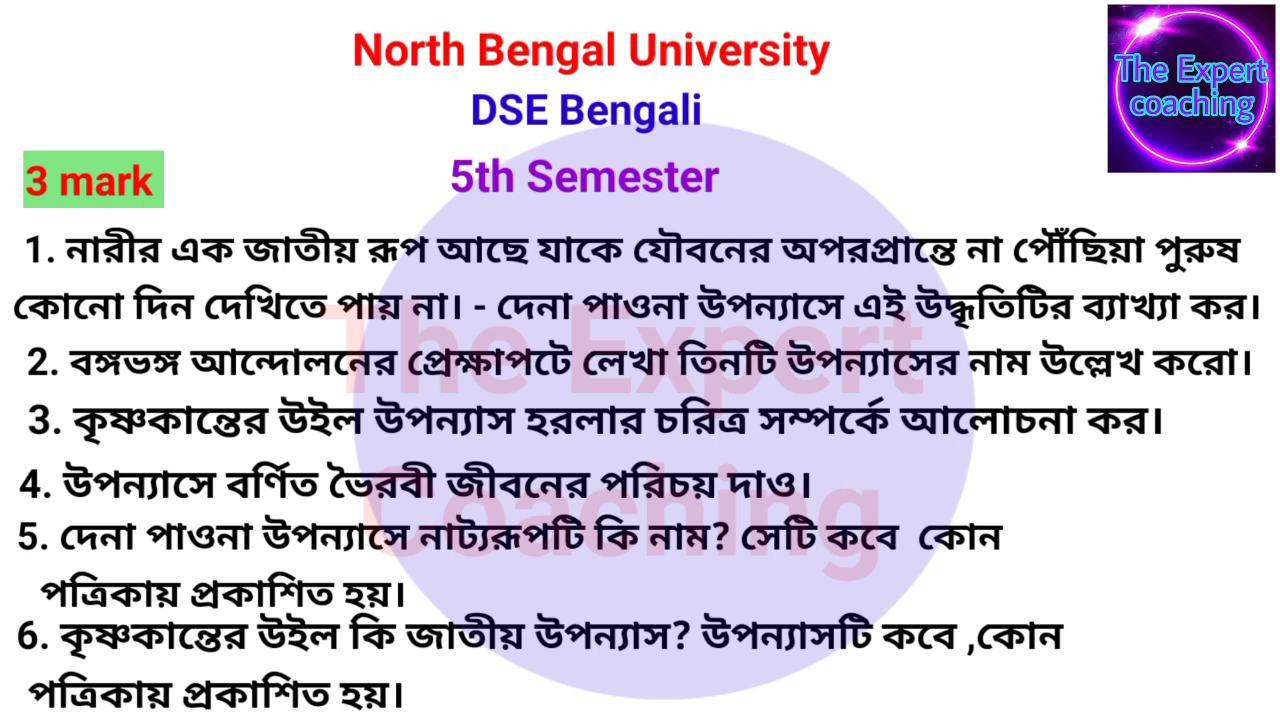 North Bengal University
The Expert
coaching
DSE Bengali
3 mark
5th Semester
1. নারীর এক জাতীয় রূপ আছে যাকে যৌবনের অপরপ্রান্তে না পৌঁছিয়া পুরুষ
কোনো দিন দেখিতে পায় না। - দেনা পাওনা উপন্যাসে এই উদ্ধৃতিটির ব্যাখ্যা কর।
2. বঙ্গভঙ্গ আন্দোলনের প্রেক্ষাপটে লেখা তিনটি উপন্যাসের নাম উল্লেখ করো।
3. কৃষ্ণকান্তের উইল উপন্যাস হরলার চরিত্র সম্পর্কে আলোচনা কর।
4. উপন্যাসে বর্ণিত ভৈরবী জীবনের পরিচয় দাও।
5. দেনা পাওনা উপন্যাসে নাট্যরূপটি কি নাম? সেটি কবে কোন
পত্রিকায় প্রকাশিত হয়।
6. কৃষ্ণকান্তের উইল কি জাতীয় উপন্যাস? উপন্যাসটি কবে ,কোন
পত্রিকায় প্রকাশিত হয়।
The Expert
Coaching